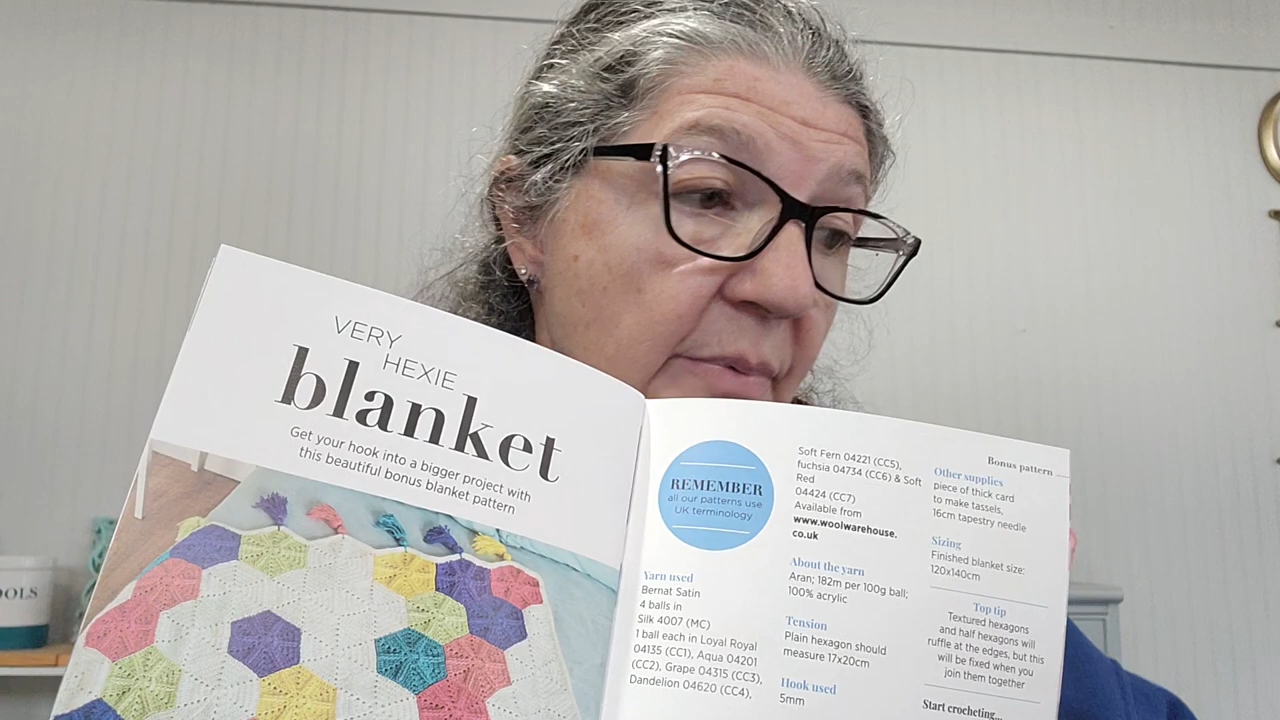 VERY
HEXIE
blanket
Get your hook into a bigger project with
this beautiful bonus blanket pattern
REMEMBER
all our patterns use
UK terminology
Yarn used
Bernat Satin
4 balls in
Silk 4007 (MC)
1 ball each in Loyal Royal
04135 (CC1), Aqua 04201
(CC2), Grape 04315 (CC3),
Dandelion 04620 (CC4),
Soft Fern 04221 (CC5),
fuchsia 04734 (CC6) & Soft
Red
04424 (CC7)
Available from
www.woolwarehouse.
co.uk
About the yarn
Aran; 182m per 100g ball;
100% acrylic
Tension
Plain hexagon should
measure 17x20cm
Hook used
5mm
Bonus pattern
Other supplies
piece of thick card
to make tassels,
16cm tapestry needle
Sizing
Finished blanket size:
120x140cm
Top tip
Textured hexagons
and half hexagons will
ruffle at the edges, but this
will be fixed when you
join them together
Start crocheting...
OOLS